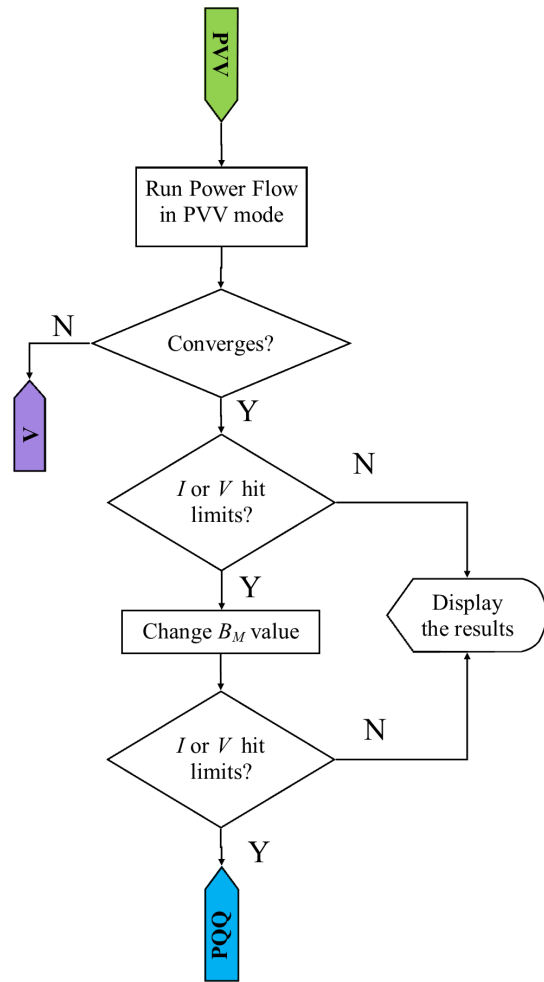 PVV
Run Power Flow
in PVV mode
N
Converges?
V
Y
N
I or V hit
limits?
Y
Display
the results
Change B_M value
N
I or V hit
limits?
Y
PQQ